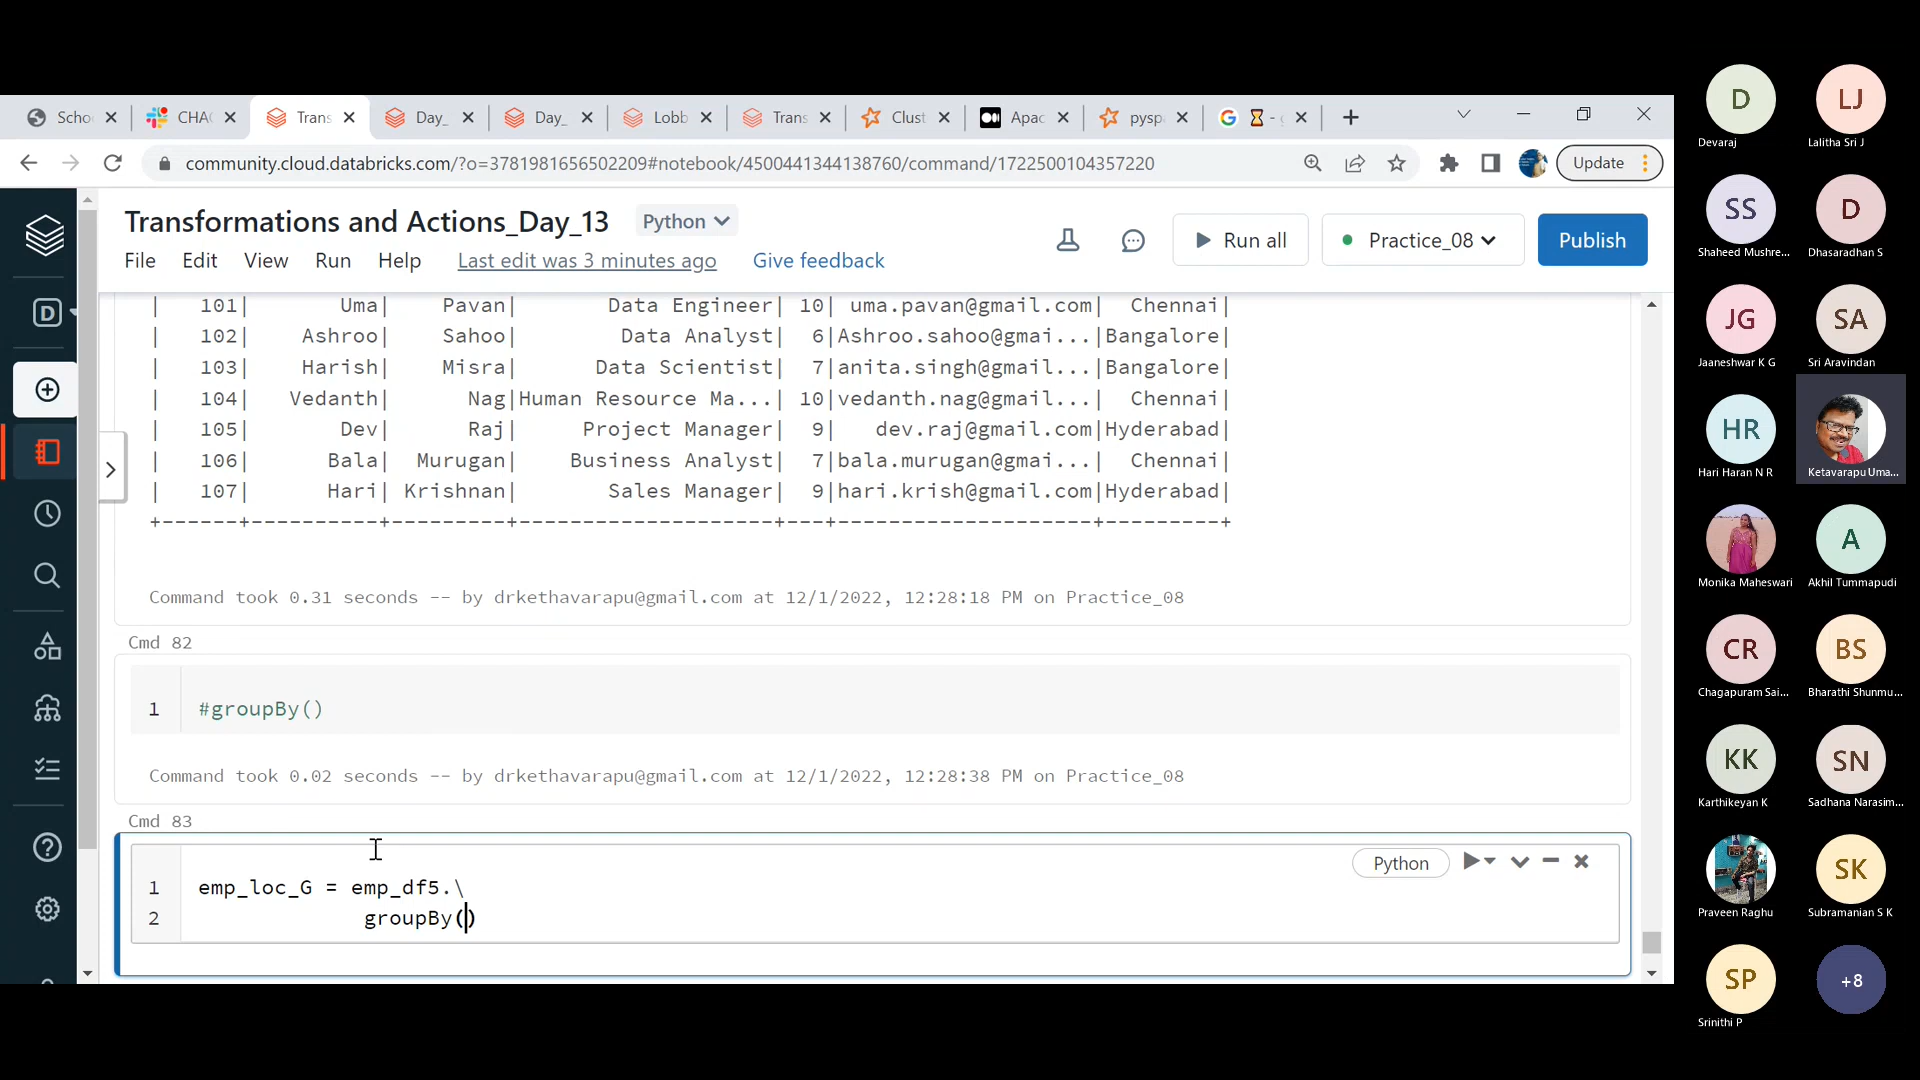 Scho
CHAC
Trans
Day_
Day_
Lobb
Trans
Clust
Apac
pysp
community.cloud.databricks.com/?o=3781981656502209#notebook/4500441344138760/command/1722500104357220
Update
Transformations and Actions_Day_13
Python
File Edit View Run Help Last edit was 3 minutes ago Give feedback
Run all
Practice_08
Publish
D
| 101| Uma| Pavan| Data Engineer| 10| uma.pavan@gmail.com| Chennai|
| 102| Ashroo| Sahoo| Data Analyst| 6|Ashroo.sahoo@gmai...|Bangalore|
| 103| Harish| Misra| Data Scientist| 7|anita.singh@gmail...|Bangalore|
| 104| Vedanth| Nag|Human Resource Ma...| 10|vedanth.nag@gmail...| Chennai|
| 105| Dev| Raj| Project Manager| 9| dev.raj@gmail.com|Hyderabad|
| 106| Bala| Murugan| Business Analyst| 7|bala.murugan@gmai...| Chennai|
| 107| Hari| Krishnan| Sales Manager| 9|hari.krish@gmail.com|Hyderabad|
+------+----------+---------+--------------------+---+--------------------+---------+
Command took 0.31 seconds -- by drkethavarapu@gmail.com at 12/1/2022, 12:28:18 PM on Practice_08
Cmd 82
1 #groupBy()
Command took 0.02 seconds -- by drkethavarapu@gmail.com at 12/1/2022, 12:28:38 PM on Practice_08
Cmd 83
Python
1 emp_loc_G = emp_df5.\
2 groupBy()
D LJ
Devaraj Lalitha Sri J
SS D
Shaheed Mushre... Dhasaradhan S
JG SA
Jaaneshwar K G Sri Aravindan
HR
Hari Haran N R Ketavarapu Uma...
A
Monika Maheswari Akhil Tummapudi
CR BS
Chagapuram Sai... Bharathi Shunmu...
KK SN
Karthikeyan K Sadhana Narasim...
SK
Praveen Raghu Subramanian S K
SP +8
Srinithi P